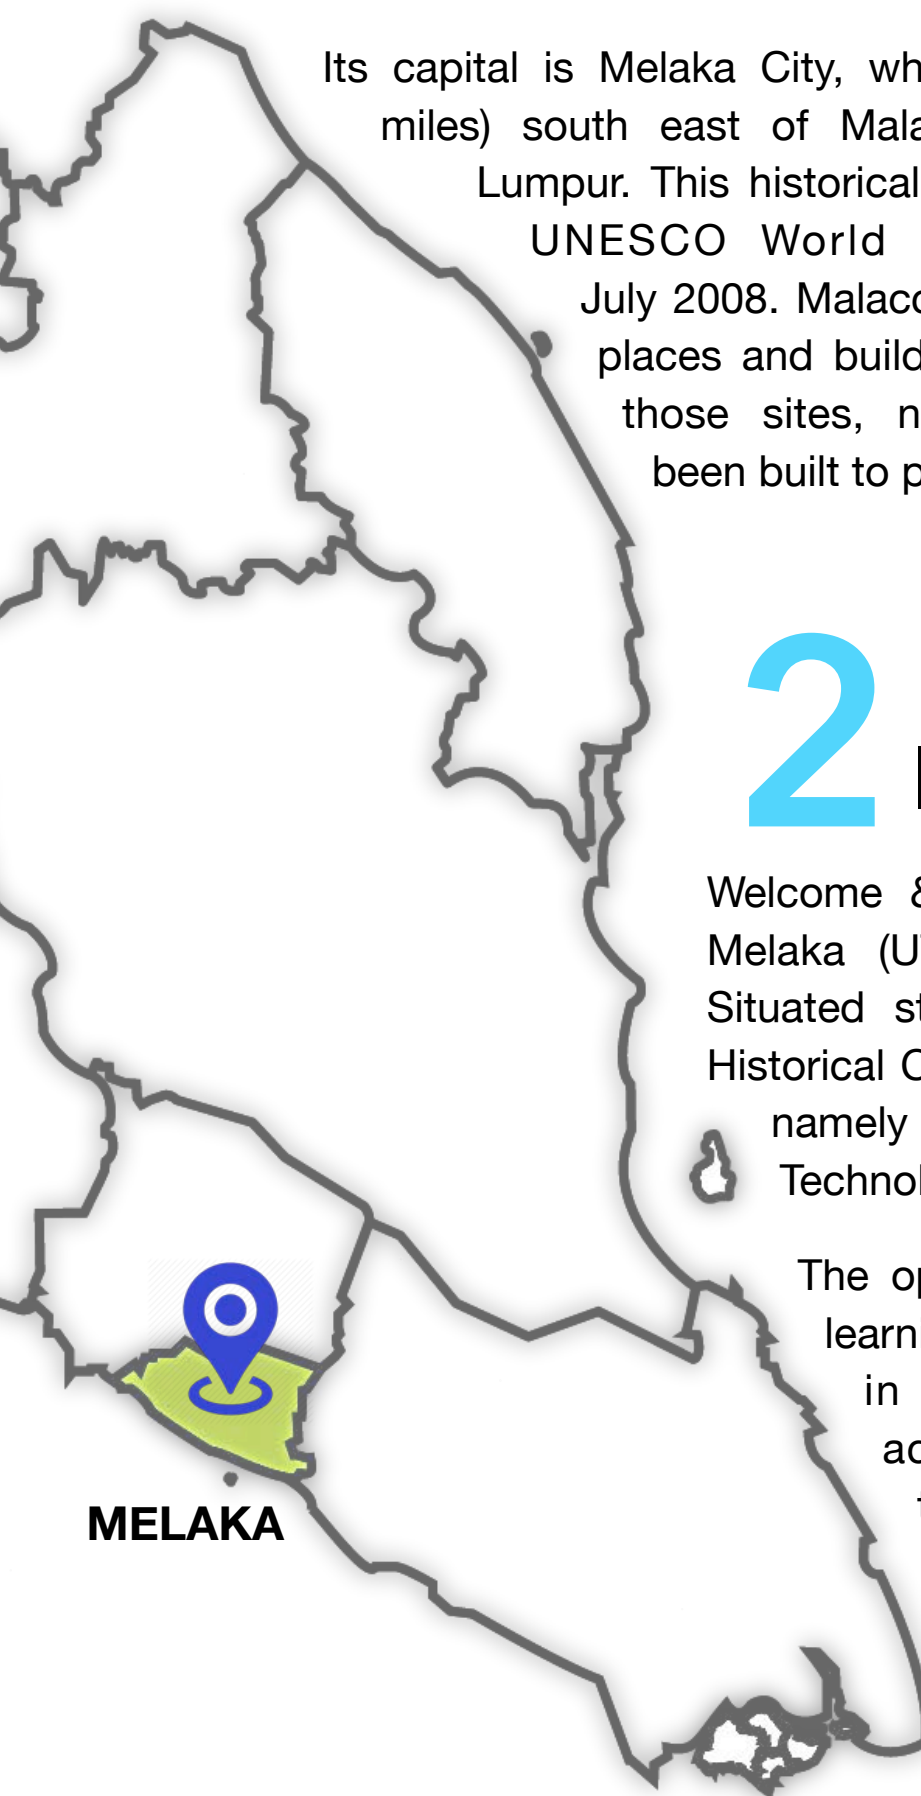 Its capital is Melaka City, wh
miles) south east of Mala
Lumpur. This historical
UNESCO World
July 2008. Malacc
places and build
those sites, n
been built to p
2
Welcome &
Melaka (U
Situated st
Historical C
namely
Technol
The op
learni
in
ac
t
MELAKA